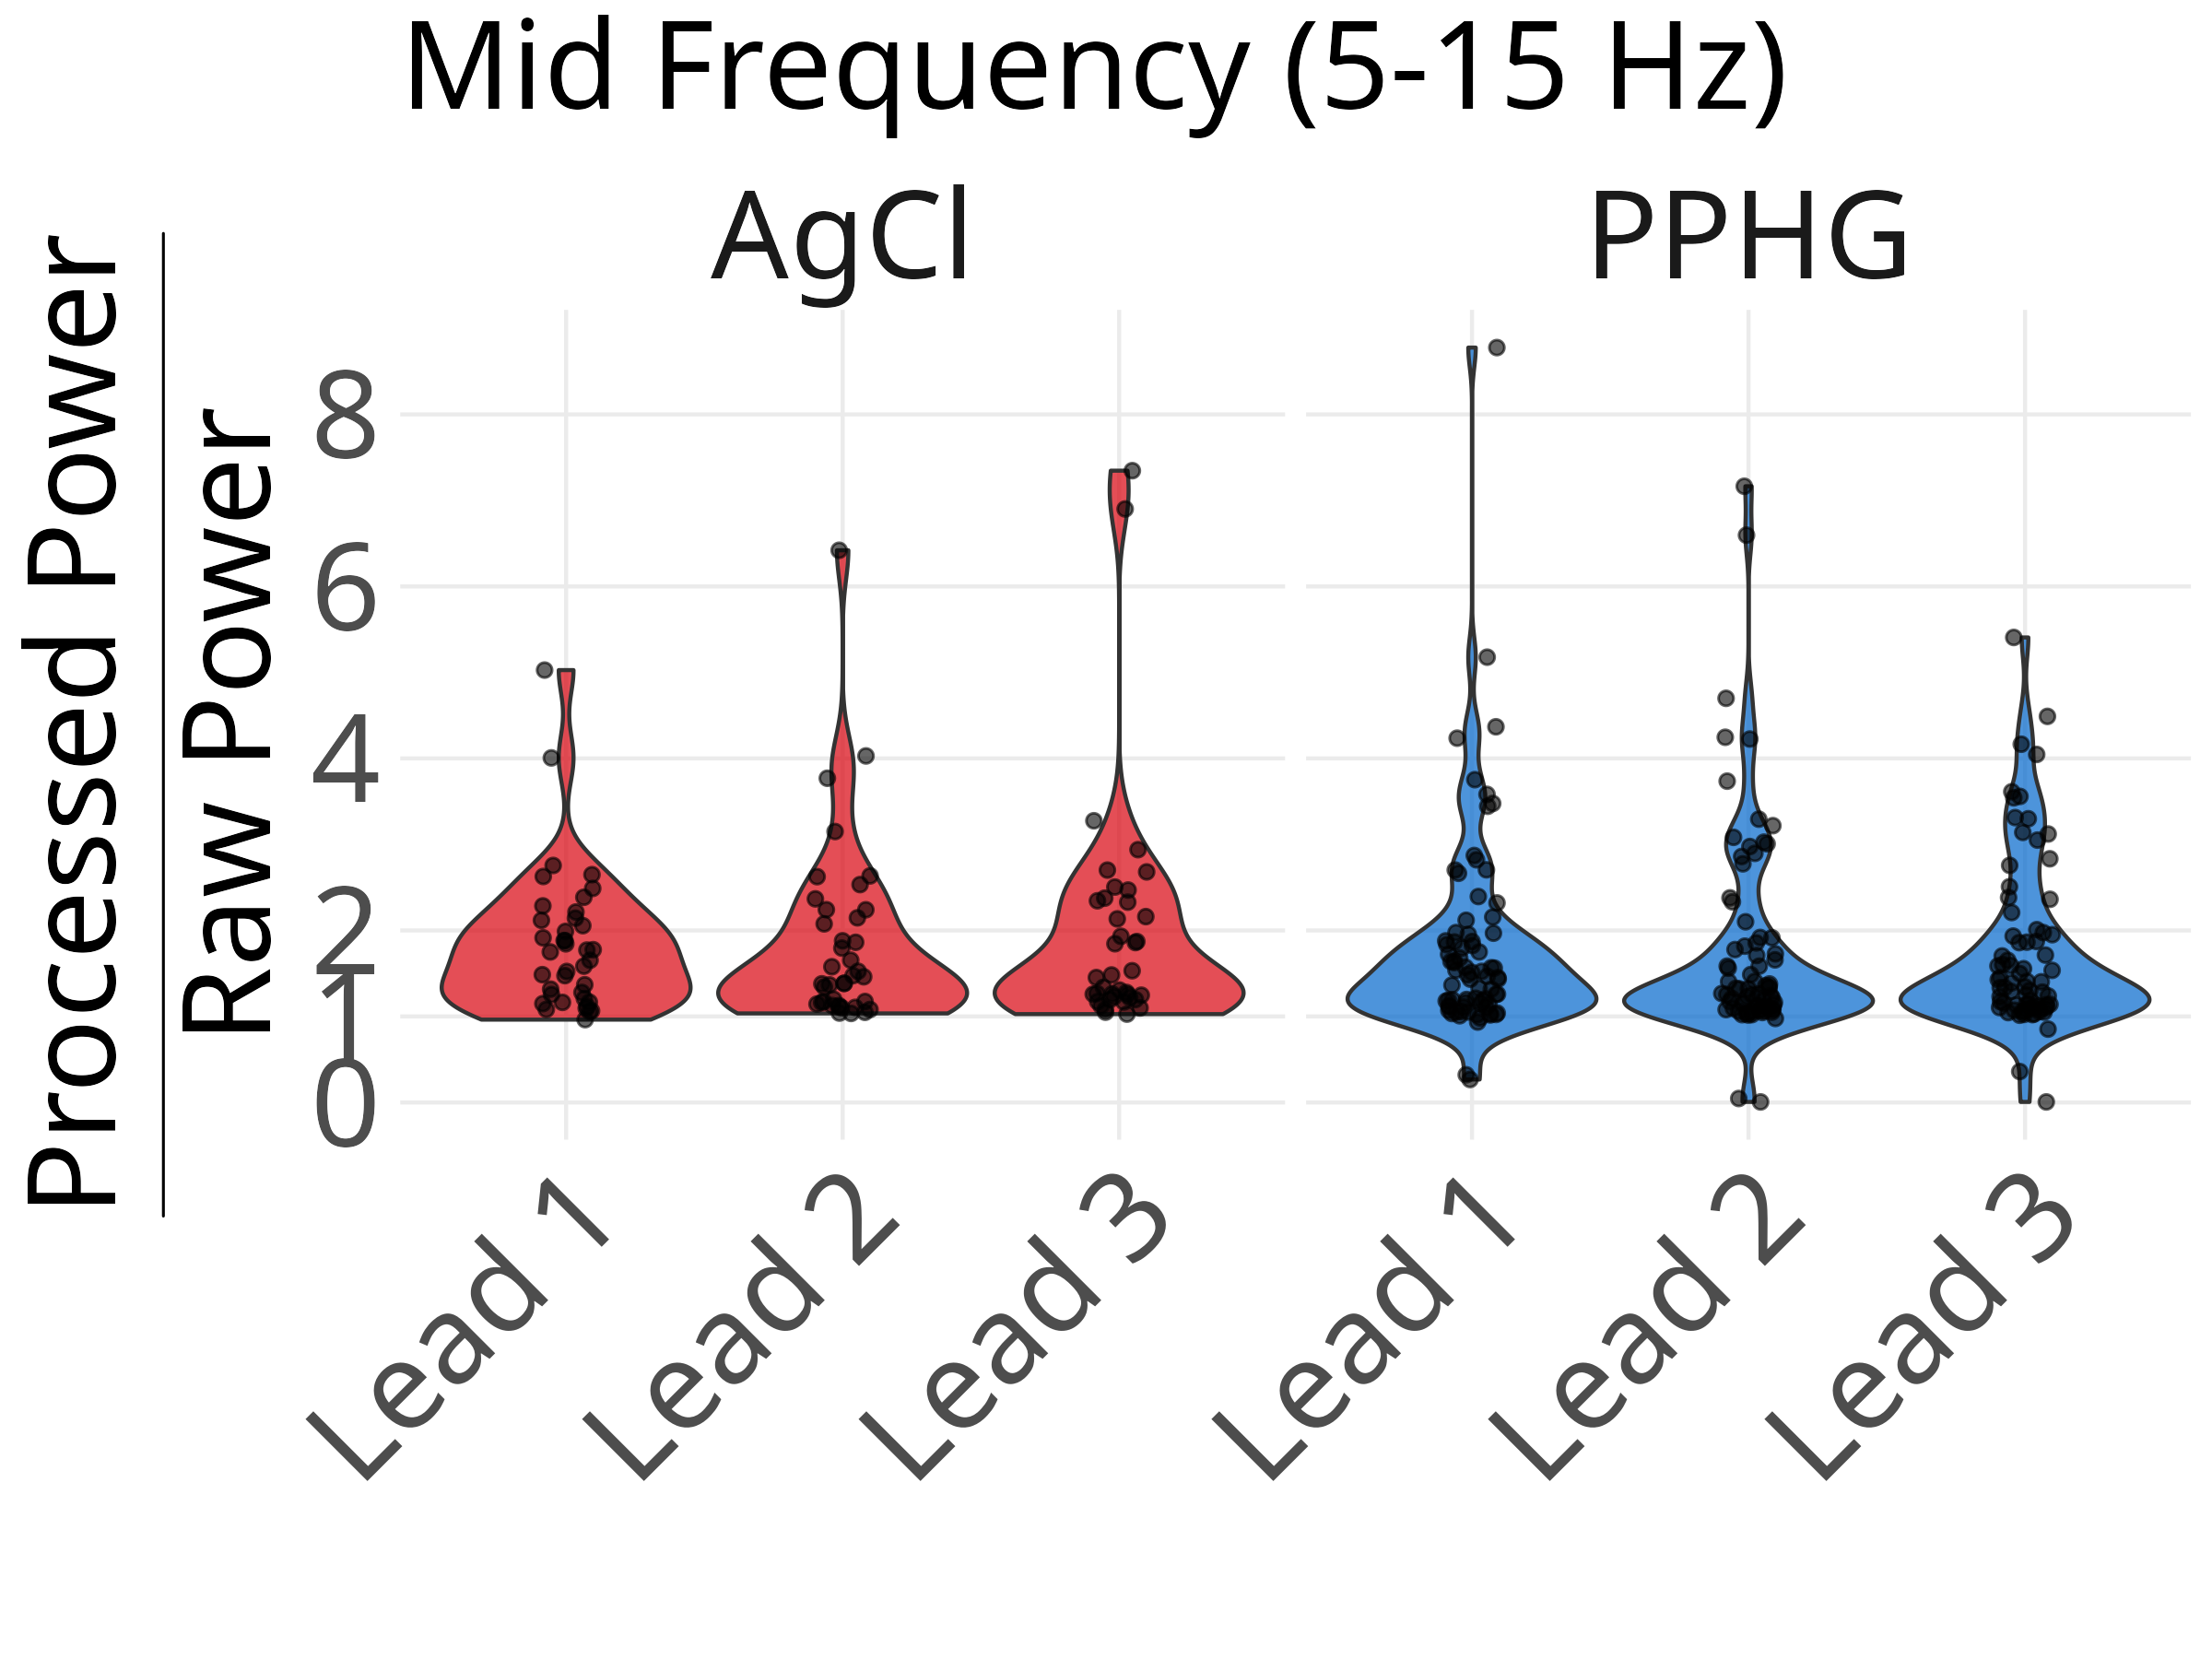 Mid Frequency (5-15 Hz)
AgCl
PPHG
Processed Power
Raw Power
8
6
4
2
1
0
Lead 1
Lead 2
Lead 3
Lead 1
Lead 2
Lead 3